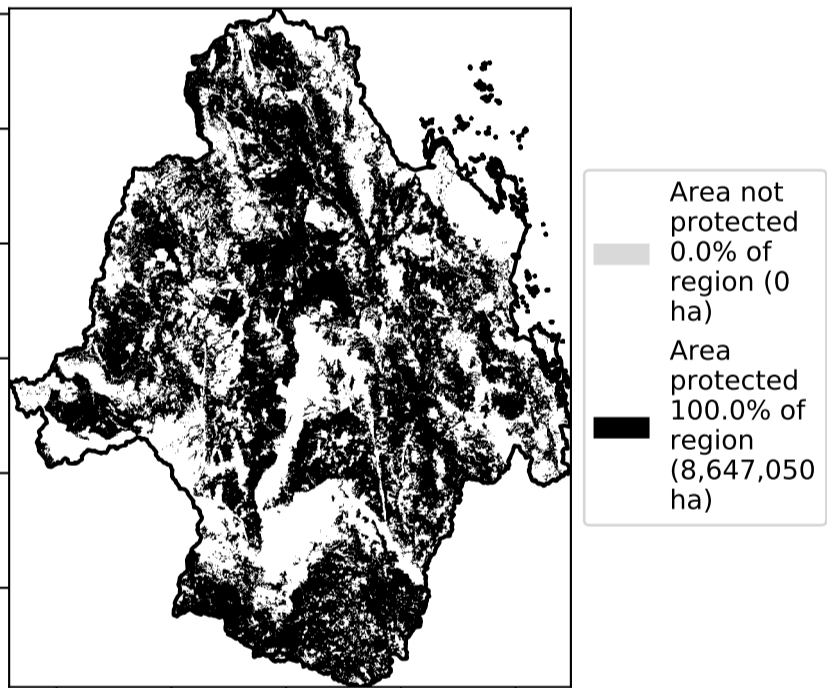 Area not
protected
0.0% of
region (0
ha)
Area
protected
100.0% of
region
(8,647,050
ha)